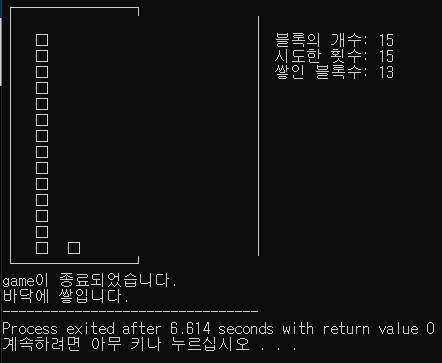 블록의 개수: 15
시도한 횟수: 15
쌓인 블록수: 13
game이 종료되었습니다.
바닥에 쌓입니다.
--------------------------------
Process exited after 6.614 seconds with return value 0
계속하려면 아무 키나 누르십시오 . . .